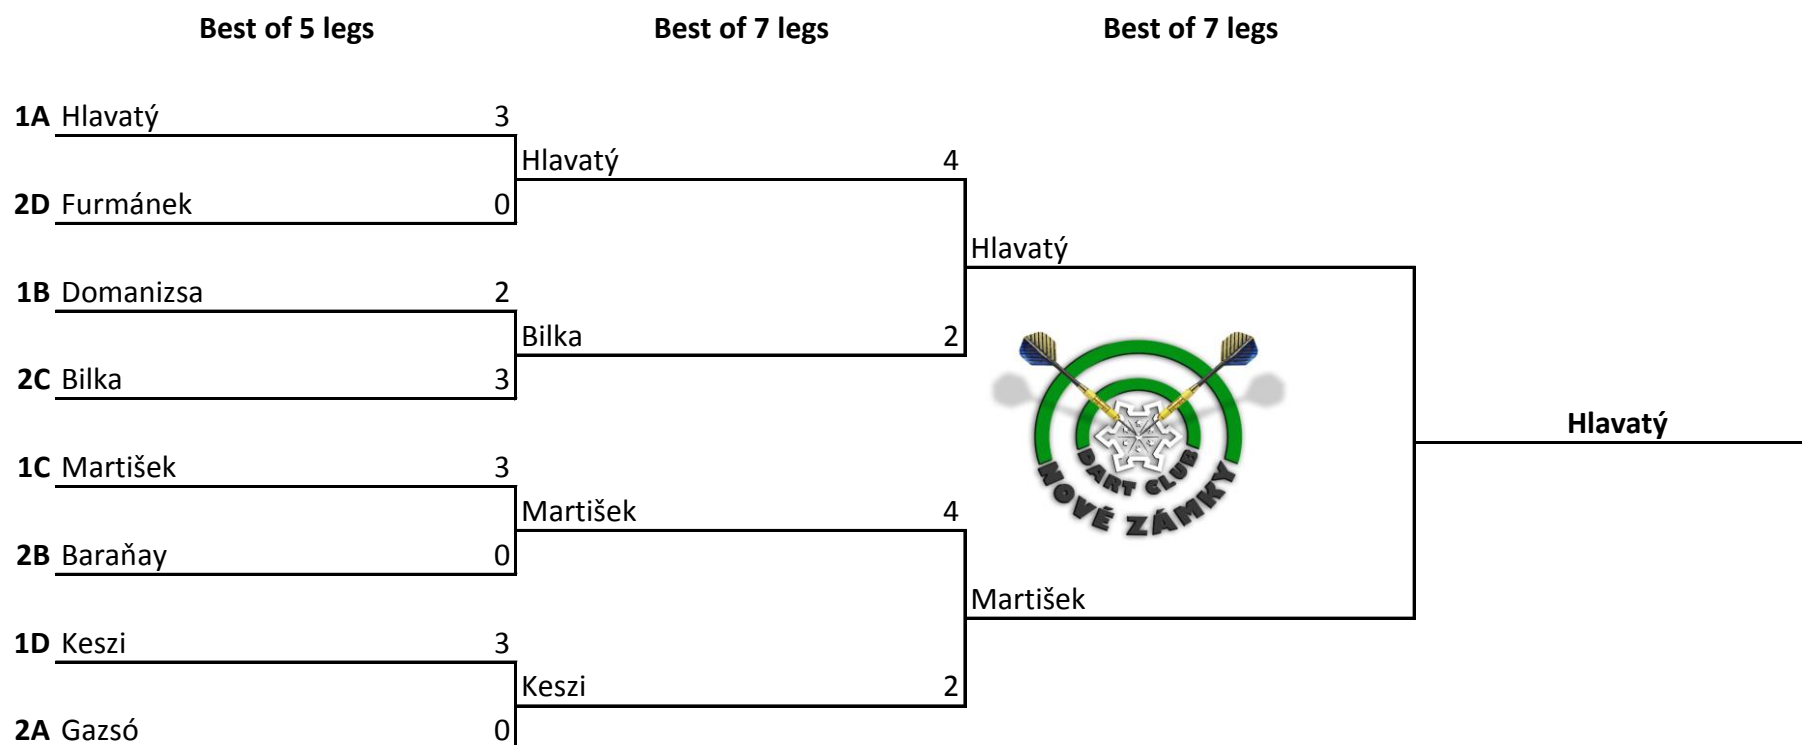 Best of 5 legs Best of 7 legs Best of 7 legs
1A Hlavatý 3
Hlavatý 4
2D Furmánek 0
Hlavatý
1B Domanizsa 2
Bilka 2
2C Bilka 3
Hlavatý
1C Martišek 3
DART CLUB
NOVÉ ZÁMKY
Martišek 4
2B Baraňay 0
Martišek
1D Keszi 3
Keszi 2
2A Gazsó 0